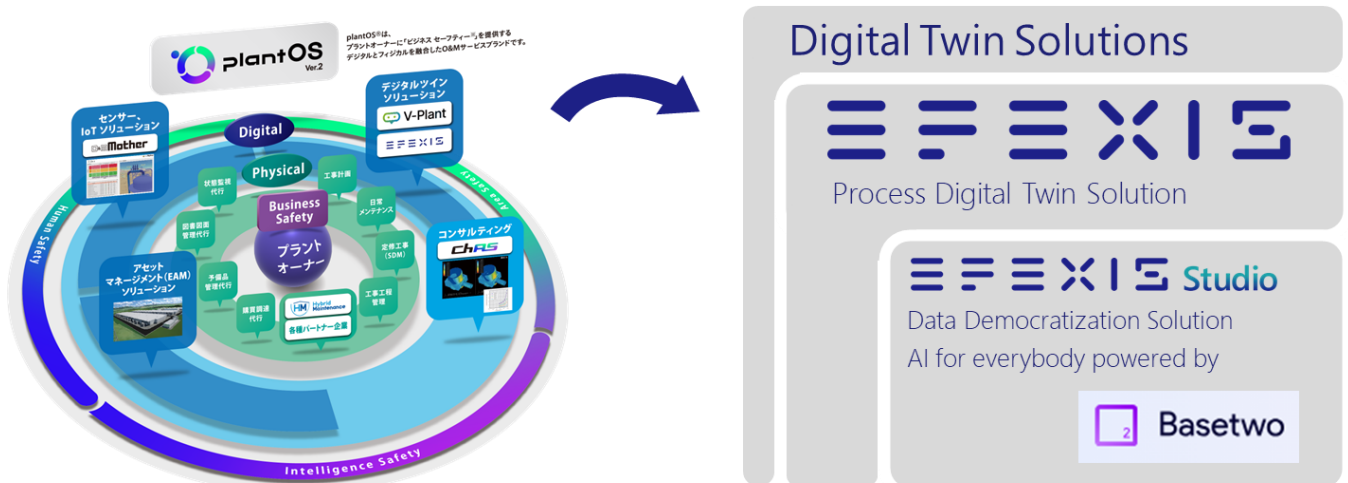 plantOS
Ver.2
plantOS®は、
プラントオーナーに「ビジネス セーフティー®」を提供する
デジタルとフィジカルを融合したO&Mサービスブランドです。
センサー、
IoT ソリューション
Mother
Digital
Physical
Business
Safety
プラント
オーナー
デジタルツイン
ソリューション
V-Plant
EFEXIS
工事計画
状態監視
代行
日常
メンテナンス
図書図面
管理代行
定修工事
(SDM)
予備品
管理代行
工事工程
管理
購買調達
代行
HM Hybrid
Maintenance
各種パートナー企業
コンサルティング
ChAS
アセット
マネージメント(EAM)
ソリューション
Human Safety
Area Safety
Intelligence Safety
Digital Twin Solutions
EFEXIS
Process Digital Twin Solution
EFEXIS Studio
Data Democratization Solution
AI for everybody powered by
2 Basetwo